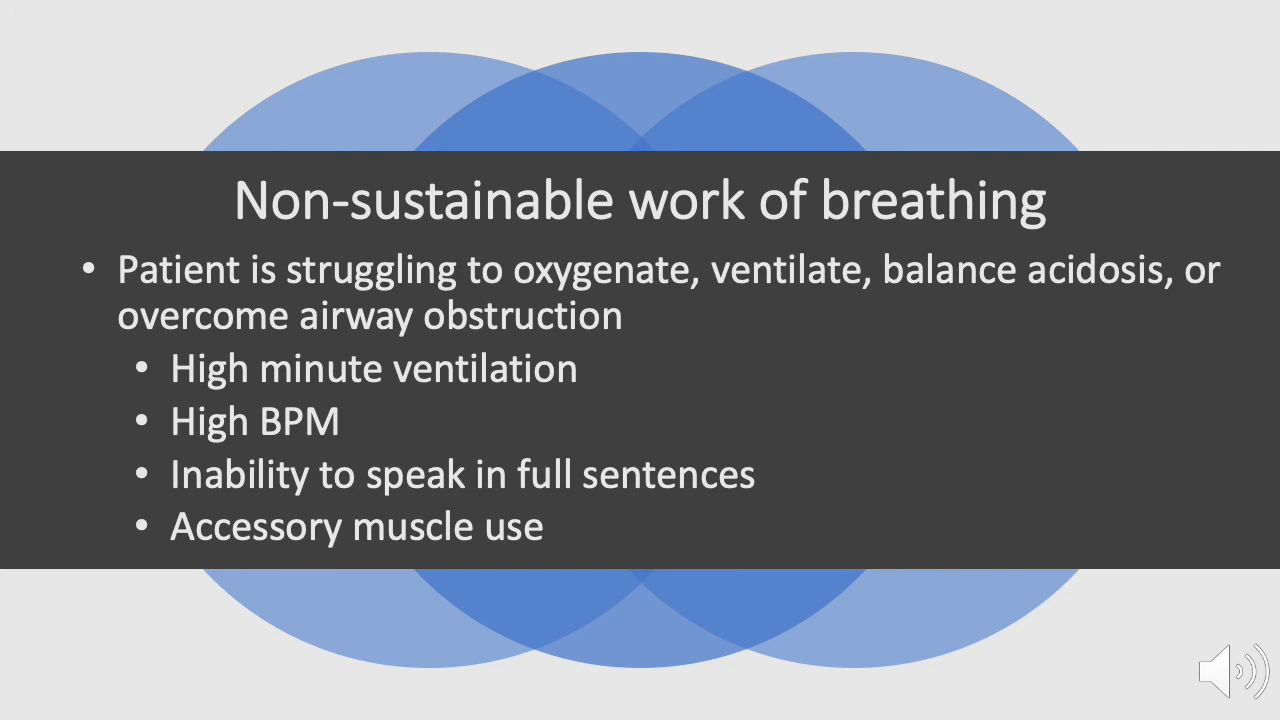 Non-sustainable work of breathing
• Patient is struggling to oxygenate, ventilate, balance acidosis, or
overcome airway obstruction
• High minute ventilation
• High BPM
• Inability to speak in full sentences
• Accessory muscle use